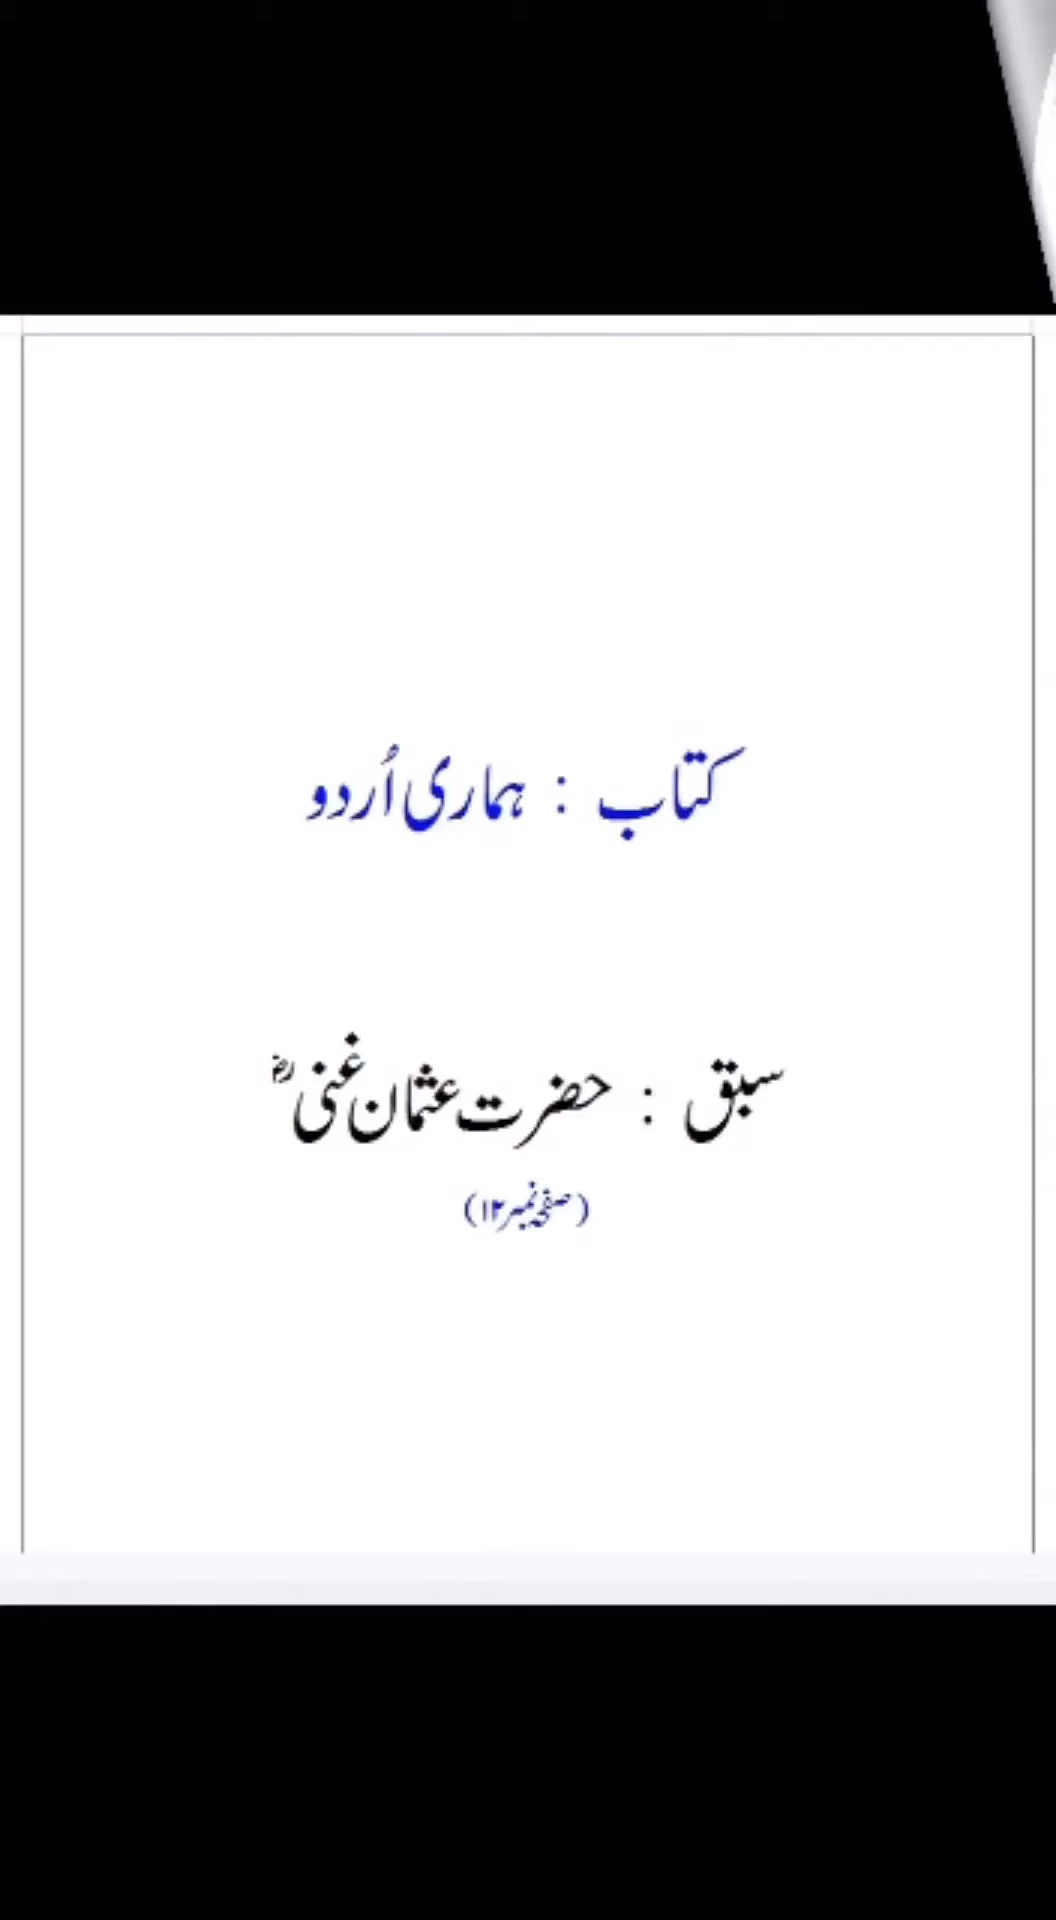 کتاب : ہماری اُردو
سبق : حضرت عثمان غنیؓ
(صفحہ نمبر ۱۲)